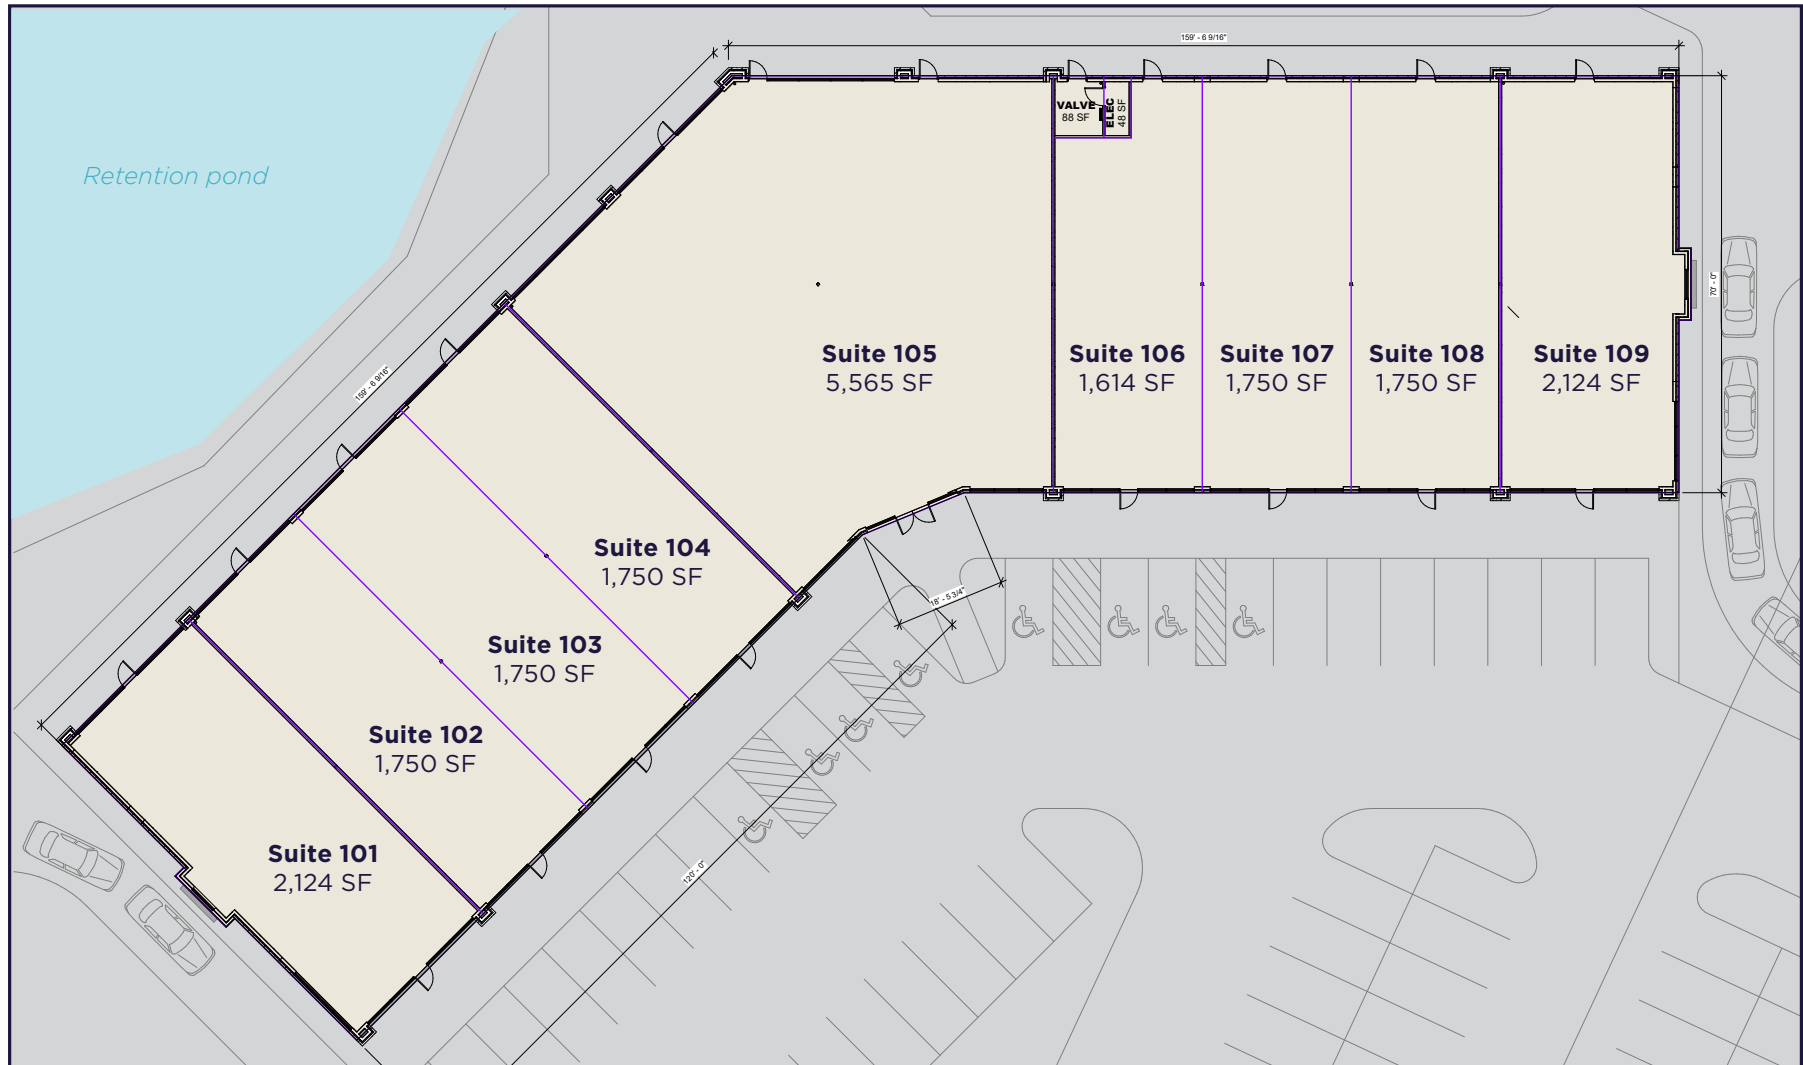 159' - 6 9/16"
Retention pond
VALVE
88 SF
ELEC
48 SF
70' - 0"
159' - 6 9/16"
Suite 105
5,565 SF
Suite 106
1,614 SF
Suite 107
1,750 SF
Suite 108
1,750 SF
Suite 109
2,124 SF
Suite 104
1,750 SF
18' - 5 3/4"
Suite 103
1,750 SF
Suite 102
1,750 SF
Suite 101
2,124 SF
120' - 0"